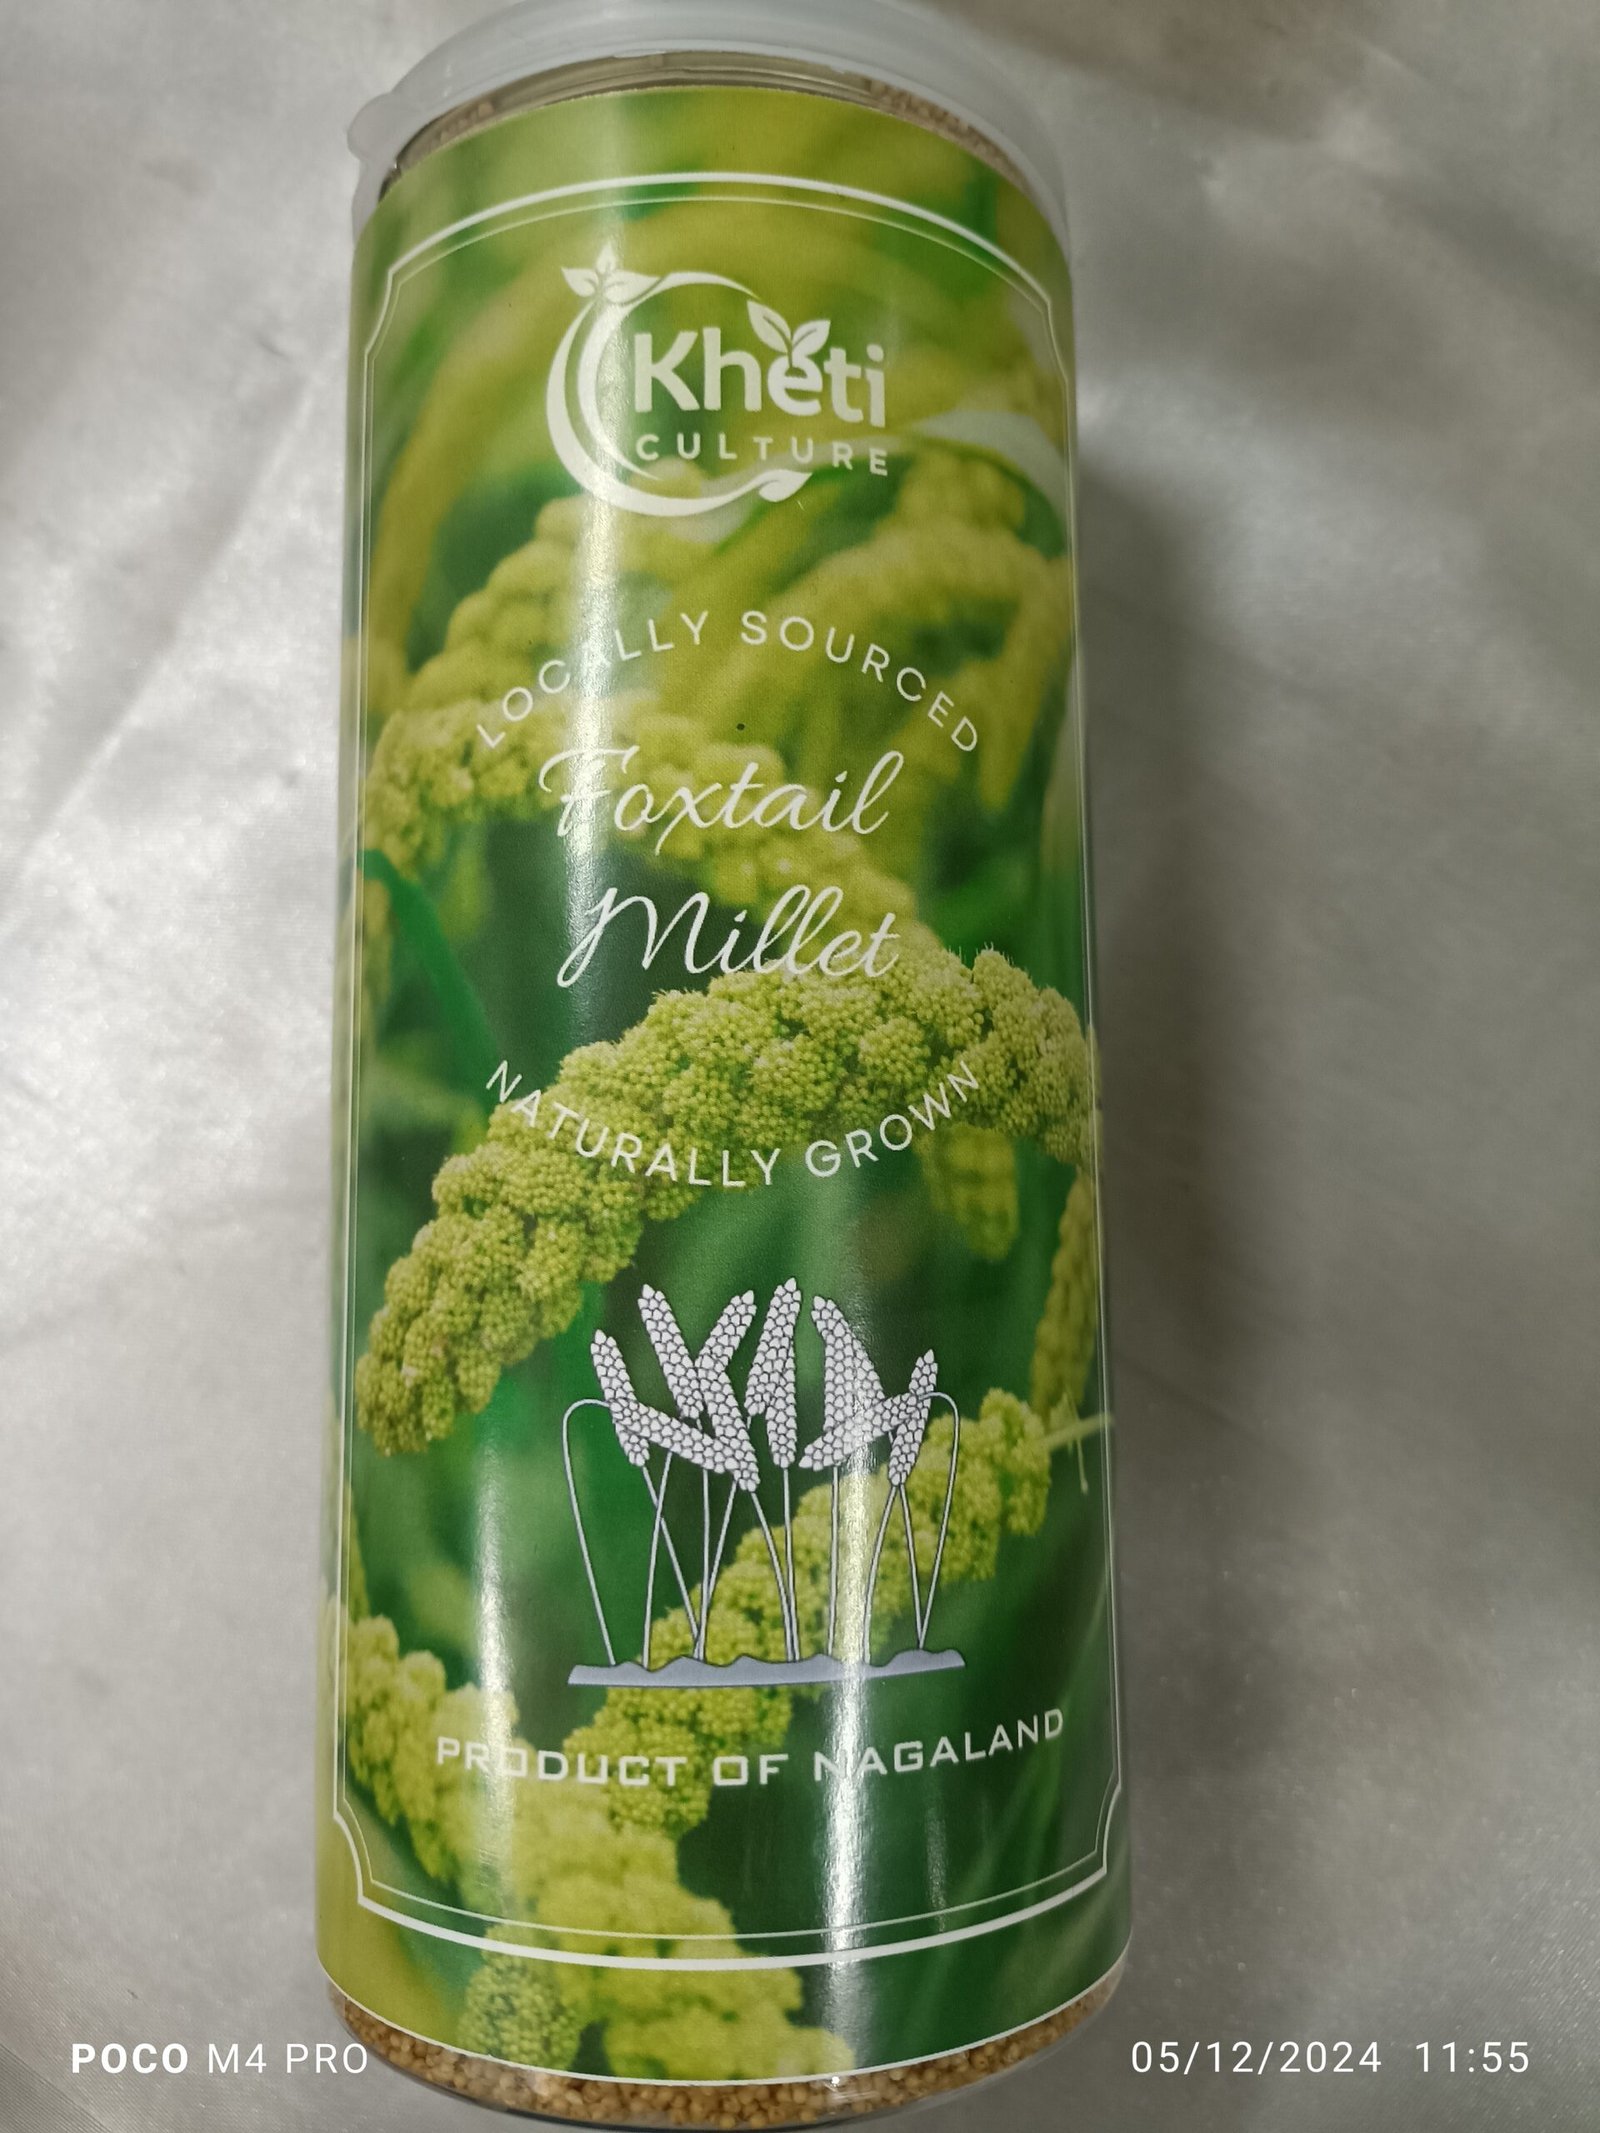 Kheti
CULTURE
LOCALLY SOURCED
Foxtail
Millet
NATURALLY GROWN
PRODUCT OF NAGALAND
POCO M4 PRO
05/12/2024 11:55